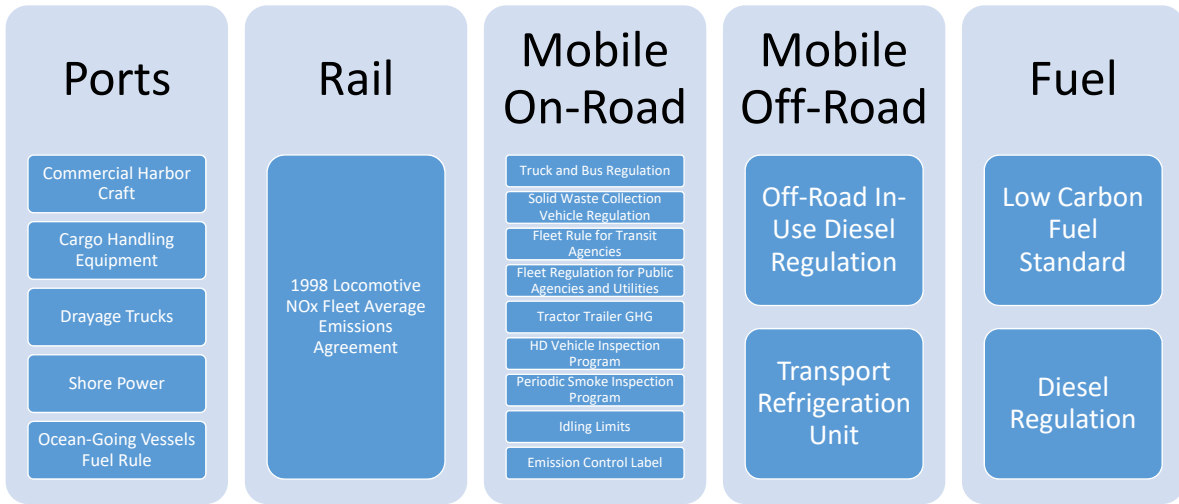 Ports
Commercial Harbor
Craft
Cargo Handling
Equipment
Drayage Trucks
Shore Power
Ocean-Going Vessels
Fuel Rule
Rail
1998 Locomotive
NOx Fleet Average
Emissions
Agreement
Mobile
On-Road
Truck and Bus Regulation
Solid Waste Collection
Vehicle Regulation
Fleet Rule for Transit
Agencies
Fleet Regulation for Public
Agencies and Utilities
Tractor Trailer GHG
HD Vehicle Inspection
Program
Periodic Smoke Inspection
Program
Idling Limits
Emission Control Label
Mobile
Off-Road
Off-Road In-
Use Diesel
Regulation
Transport
Refrigeration
Unit
Fuel
Low Carbon
Fuel
Standard
Diesel
Regulation